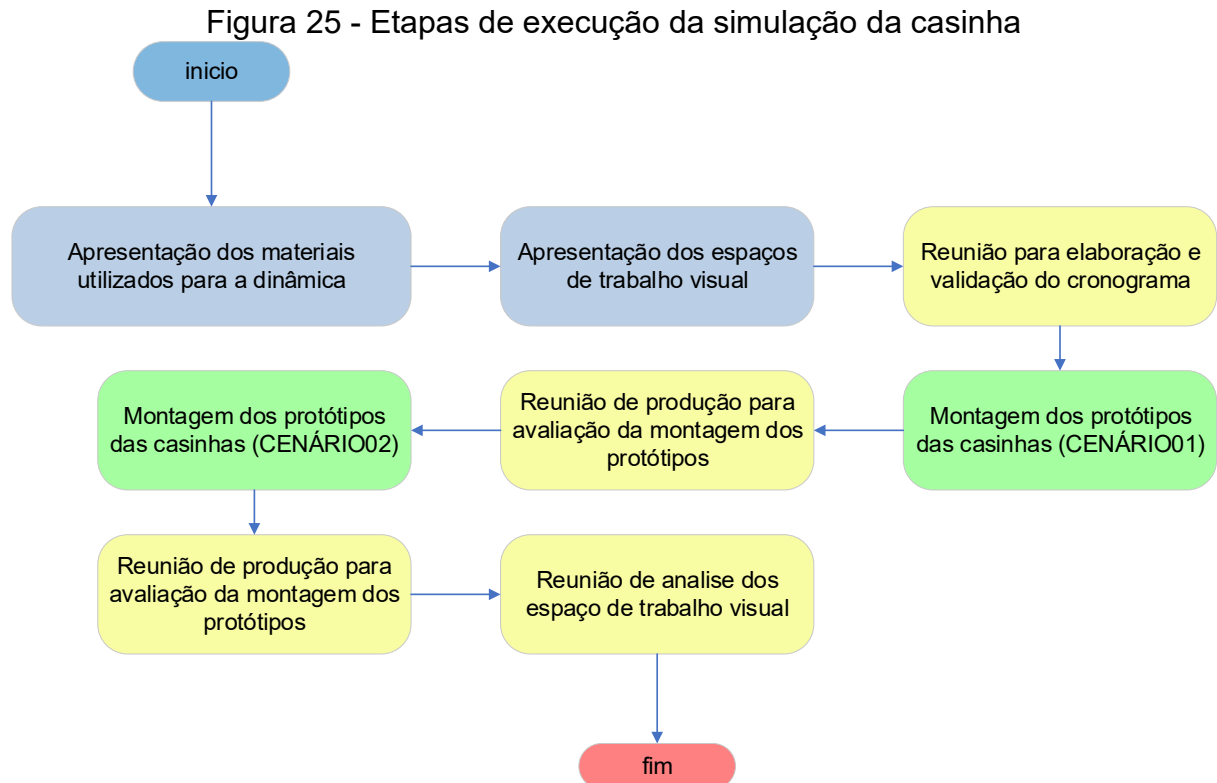 Figura 25 - Etapas de execução da simulação da casinha
inicio
Apresentação dos materiais
utilizados para a dinâmica
Apresentação dos espaços
de trabalho visual
Reunião para elaboração e
validação do cronograma
Montagem dos protótipos
das casinhas (CENÁRIO01)
Reunião de produção para
avaliação da montagem dos
protótipos
Montagem dos protótipos
das casinhas (CENÁRIO02)
Reunião de produção para
avaliação da montagem dos
protótipos
Reunião de analise dos
espaço de trabalho visual
fim